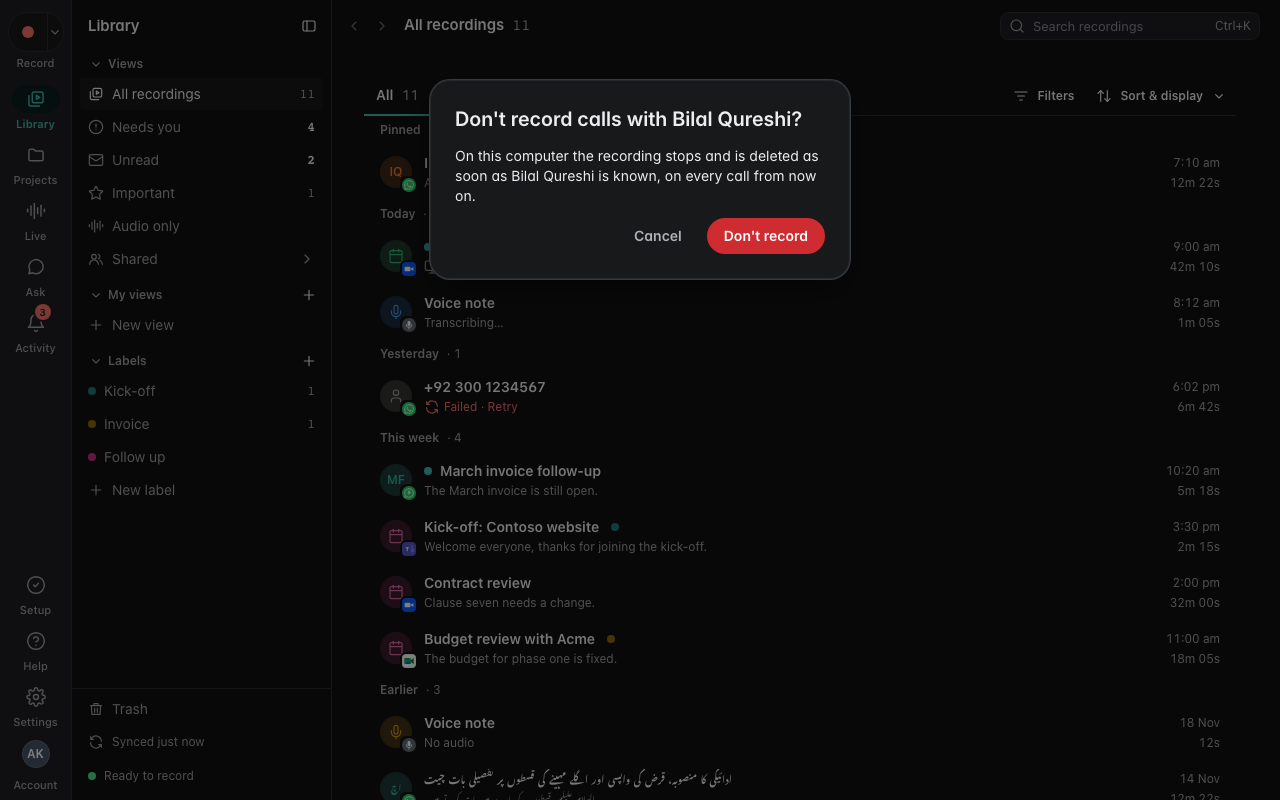 Library
All recordings 11
Search recordings Ctrl+K
Record
Library
Projects
Live
Ask
3
Activity
Setup
Help
Settings
AK
Account
Views
All recordings 11
Needs you 4
Unread 2
Important 1
Audio only
Shared
My views
New view
Labels
Kick-off 1
Invoice 1
Follow up
New label
Trash
Synced just now
Ready to record
All 11
Filters
Sort & display
Don't record calls with Bilal Qureshi?
On this computer the recording stops and is deleted as
soon as Bilal Qureshi is known, on every call from now
on.
Cancel
Don't record
Pinned
IQ
7:10 am
12m 22s
Today ·
9:00 am
42m 10s
Voice note 8:12 am
Transcribing... 1m 05s
Yesterday · 1
+92 300 1234567 6:02 pm
Failed · Retry 6m 42s
This week · 4
MF
March invoice follow-up 10:20 am
The March invoice is still open. 5m 18s
Kick-off: Contoso website 3:30 pm
Welcome everyone, thanks for joining the kick-off. 2m 15s
Contract review 2:00 pm
Clause seven needs a change. 32m 00s
Budget review with Acme 11:00 am
The budget for phase one is fixed. 18m 05s
Earlier · 3
Voice note 18 Nov
No audio 12s
ادائیگی کا منصوبہ، قرض کی واپسی اور اگلے مہینے کی قسطوں پر تفصیلی بات چیت
14 Nov
12m 22s